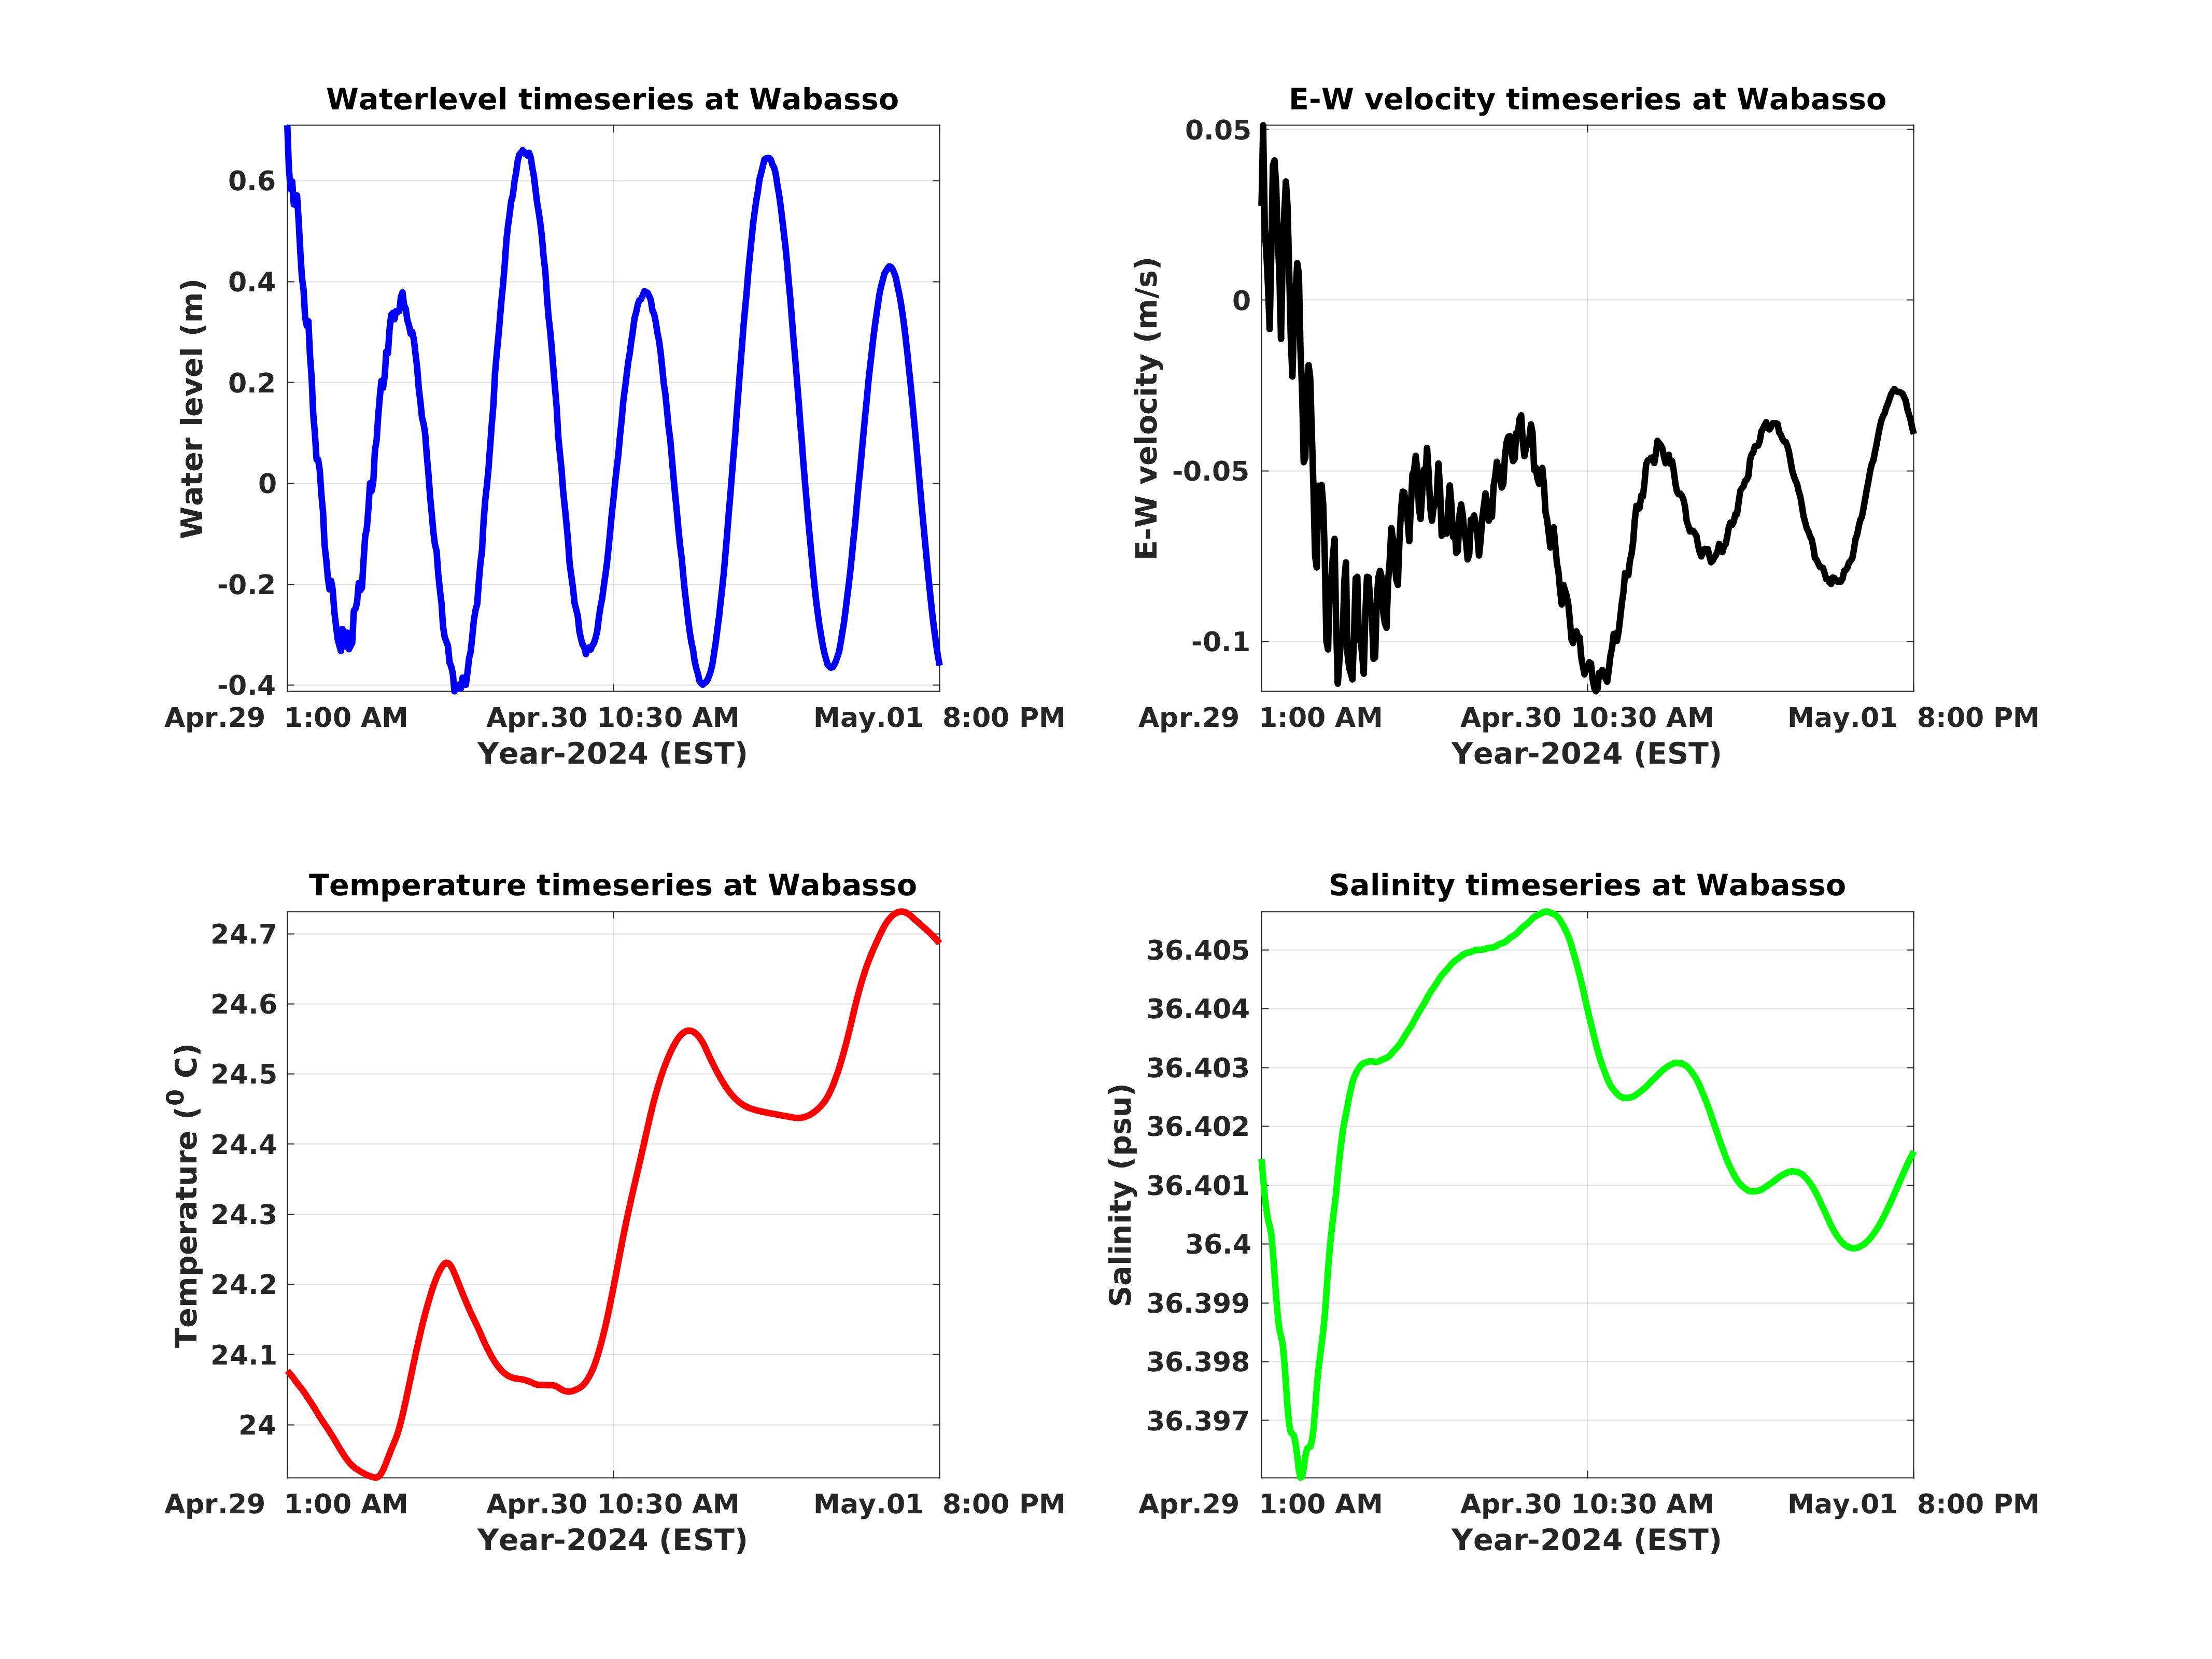 Waterlevel timeseries at Wabasso
0.6
0.4
0.2
0
-0.2
-0.4
Water level (m)
Apr.29 1:00 AM
Apr.30 10:30 AM
May.01 8:00 PM
Year-2024 (EST)
E-W velocity timeseries at Wabasso
0.05
0
-0.05
-0.1
E-W velocity (m/s)
Apr.29 1:00 AM
Apr.30 10:30 AM
May.01 8:00 PM
Year-2024 (EST)
Temperature timeseries at Wabasso
24.7
24.6
24.5
24.4
24.3
24.2
24.1
24
Temperature (⁰ C)
Apr.29 1:00 AM
Apr.30 10:30 AM
May.01 8:00 PM
Year-2024 (EST)
Salinity timeseries at Wabasso
36.405
36.404
36.403
36.402
36.401
36.4
36.399
36.398
36.397
Salinity (psu)
Apr.29 1:00 AM
Apr.30 10:30 AM
May.01 8:00 PM
Year-2024 (EST)